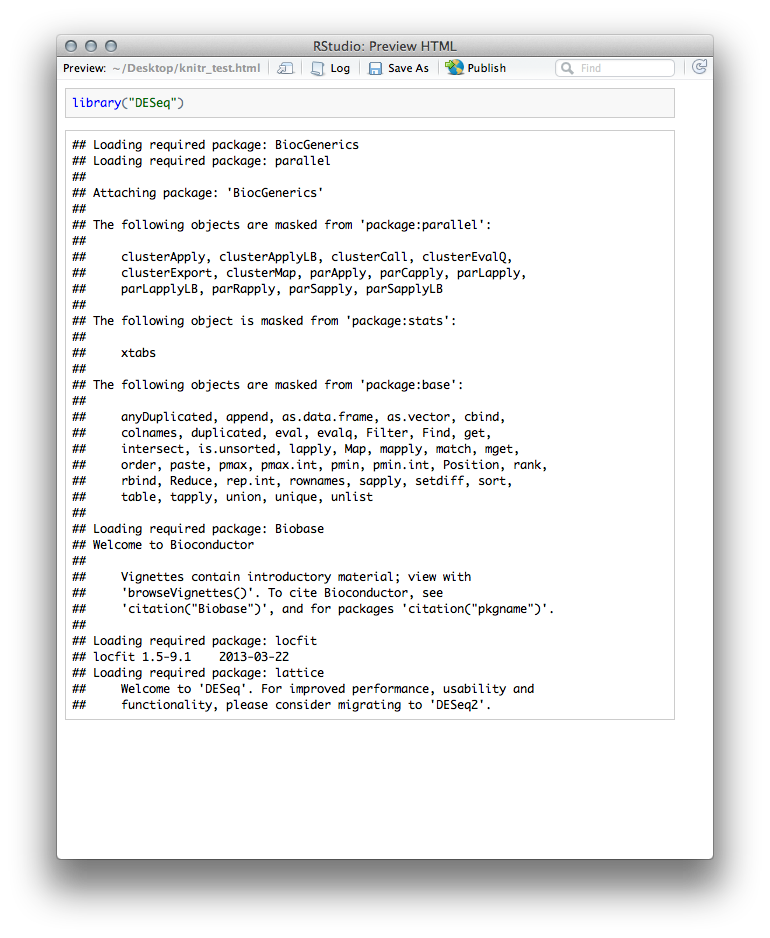 RStudio: Preview HTML
Preview: ~/Desktop/knitr_test.html Log Save As Publish Find
library("DESeq")
## Loading required package: BiocGenerics
## Loading required package: parallel
##
## Attaching package: 'BiocGenerics'
##
## The following objects are masked from 'package:parallel':
##
##     clusterApply, clusterApplyLB, clusterCall, clusterEvalQ,
##     clusterExport, clusterMap, parApply, parCapply, parLapply,
##     parLapplyLB, parRapply, parSapply, parSapplyLB
##
## The following object is masked from 'package:stats':
##
##     xtabs
##
## The following objects are masked from 'package:base':
##
##     anyDuplicated, append, as.data.frame, as.vector, cbind,
##     colnames, duplicated, eval, evalq, Filter, Find, get,
##     intersect, is.unsorted, lapply, Map, mapply, match, mget,
##     order, paste, pmax, pmax.int, pmin, pmin.int, Position, rank,
##     rbind, Reduce, rep.int, rownames, sapply, setdiff, sort,
##     table, tapply, union, unique, unlist
##
## Loading required package: Biobase
## Welcome to Bioconductor
##
##     Vignettes contain introductory material; view with
##     'browseVignettes()'. To cite Bioconductor, see
##     'citation("Biobase")', and for packages 'citation("pkgname")'.
##
## Loading required package: locfit
## locfit 1.5-9.1    2013-03-22
## Loading required package: lattice
##     Welcome to 'DESeq'. For improved performance, usability and
##     functionality, please consider migrating to 'DESeq2'.